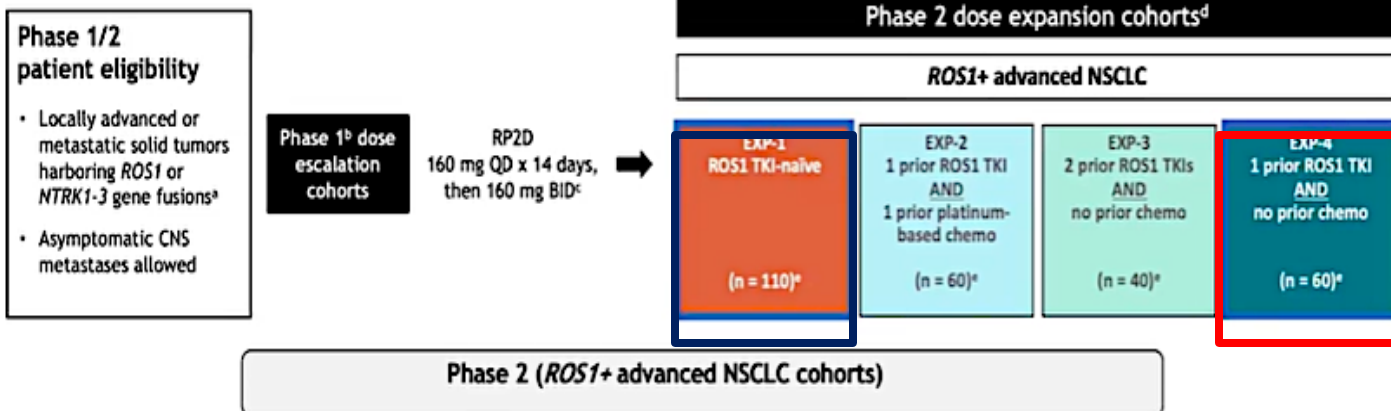 Phase 1/2
patient eligibility
• Locally advanced or
metastatic solid tumors
harboring ROS1 or
NTRK1-3 gene fusionsᵃ
• Asymptomatic CNS
metastases allowed
Phase 1ᵇ dose
escalation
cohorts
RP2D
160 mg QD x 14 days,
then 160 mg BIDᶜ
Phase 2 dose expansion cohortsᵈ
ROS1+ advanced NSCLC
EXP-1
ROS1 TKI-naïve
(n = 110)ᵉ
EXP-2
1 prior ROS1 TKI
AND
1 prior platinum-
based chemo
(n = 60)ᵉ
EXP-3
2 prior ROS1 TKIs
AND
no prior chemo
(n = 40)ᵉ
EXP-4
1 prior ROS1 TKI
AND
no prior chemo
(n = 60)ᵉ
Phase 2 (ROS1+ advanced NSCLC cohorts)